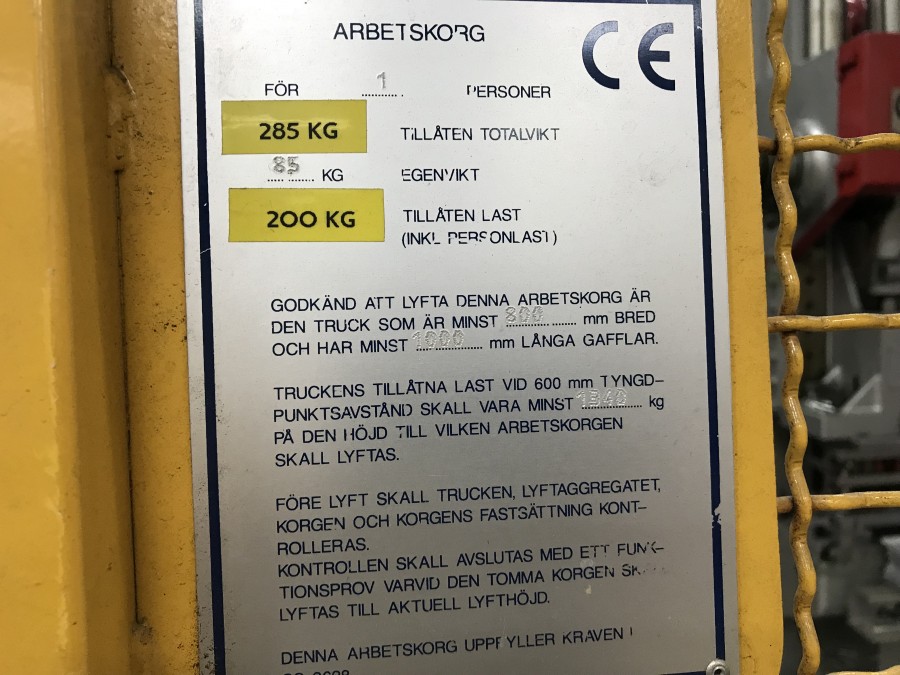 ARBETSKORG
CE
FÖR 1 PERSONER
285 KG TILLÅTEN TOTALVIKT
85 KG EGENVIKT
200 KG TILLÅTEN LAST
(INKL PERSONLAST)
GODKÄND ATT LYFTA DENNA ARBETSKORG ÄR
DEN TRUCK SOM ÄR MINST 800 mm BRED
OCH HAR MINST 1000 mm LÅNGA GAFFLAR.
TRUCKENS TILLÅTNA LAST VID 600 mm TYNGD-
PUNKTSAVSTÅND SKALL VARA MINST 1340 kg
PÅ DEN HÖJD TILL VILKEN ARBETSKORGEN
SKALL LYFTAS.
FÖRE LYFT SKALL TRUCKEN, LYFTAGGREGATET,
KORGEN OCH KORGENS FASTSÄTTNING KONT-
ROLLERAS.
KONTROLLEN SKALL AVSLUTAS MED ETT FUNK-
TIONSPROV VARVID DEN TOMMA KORGEN
LYFTAS TILL AKTUELL LYFTHÖJD.
DENNA ARBETSKORG UPPFYLLER KRAVEN I